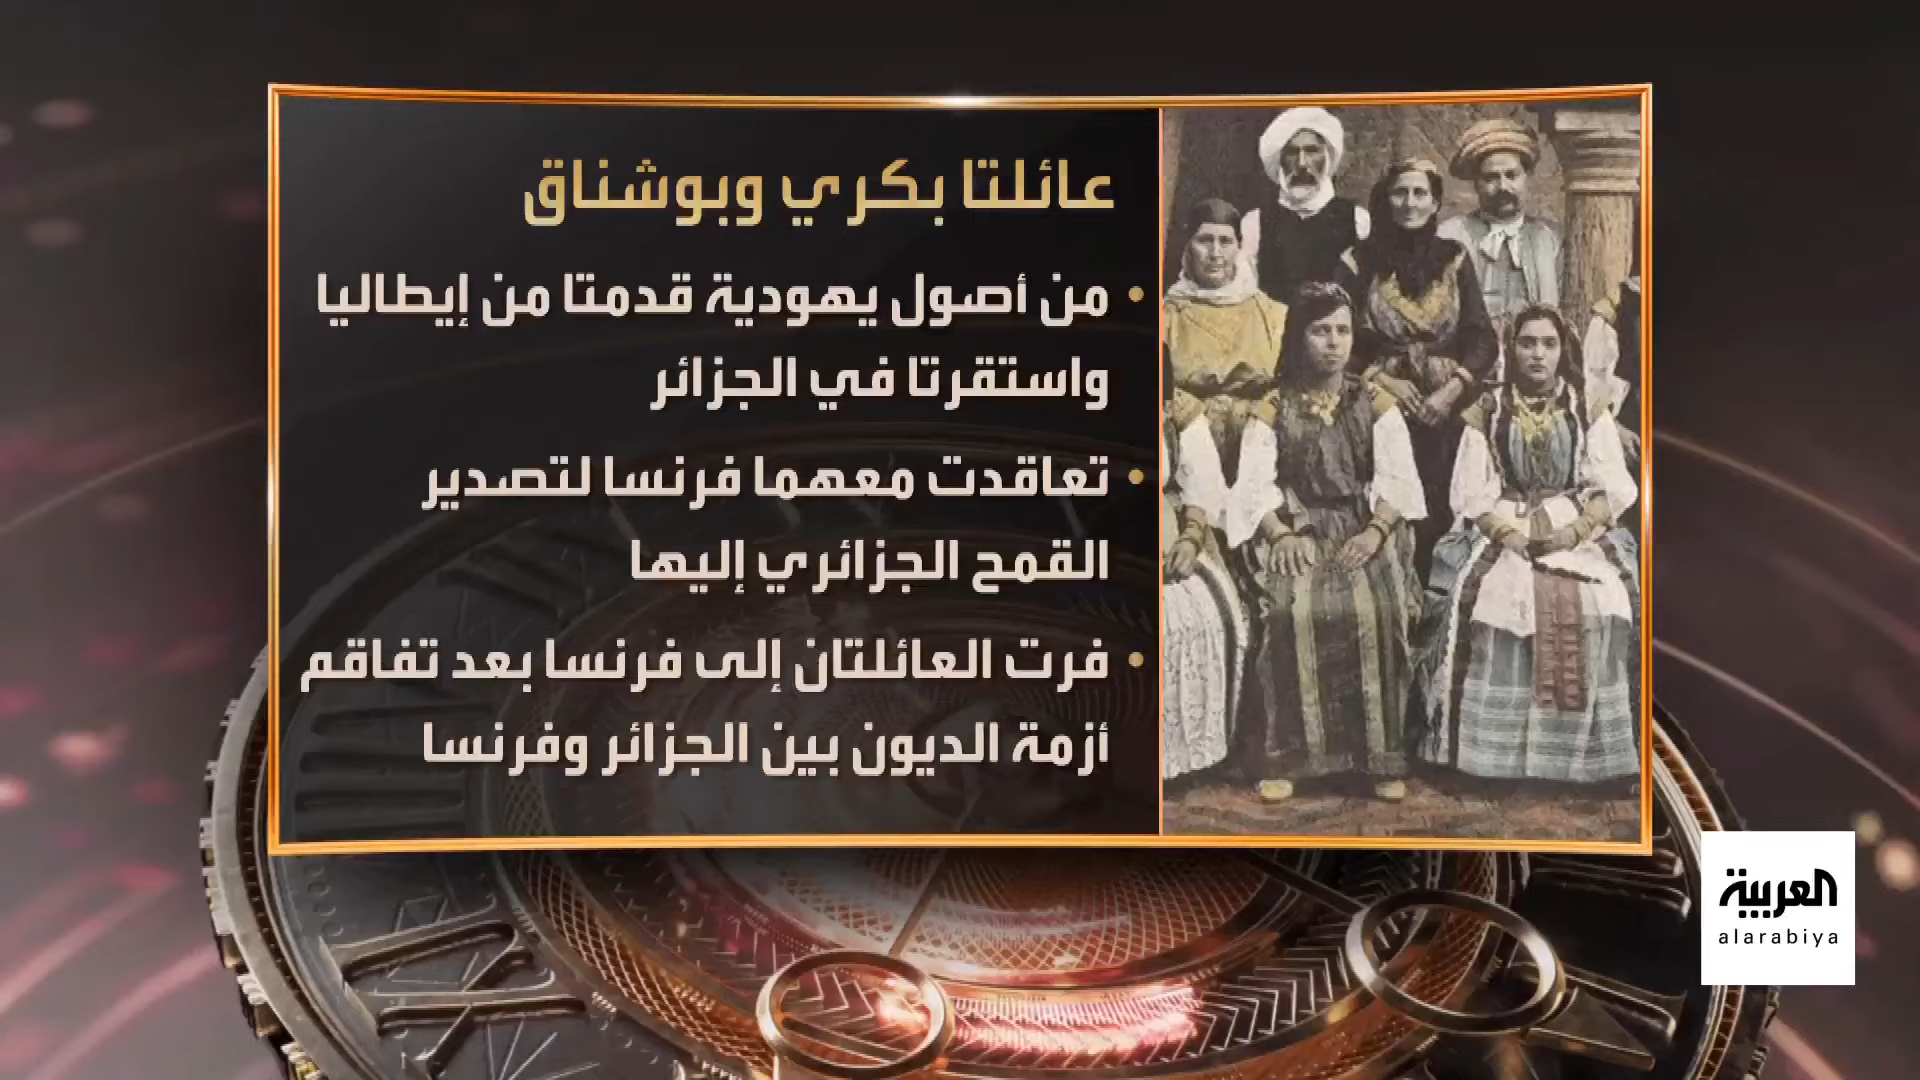 عائلتا بكري وبوشناق
• من أصول يهودية قدمتا من إيطاليا
واستقرتا في الجزائر
• تعاقدت معهما فرنسا لتصدير
القمح الجزائري إليها
• فرت العائلتان إلى فرنسا بعد تفاقم
أزمة الديون بين الجزائر وفرنسا
العربية
alarabiya